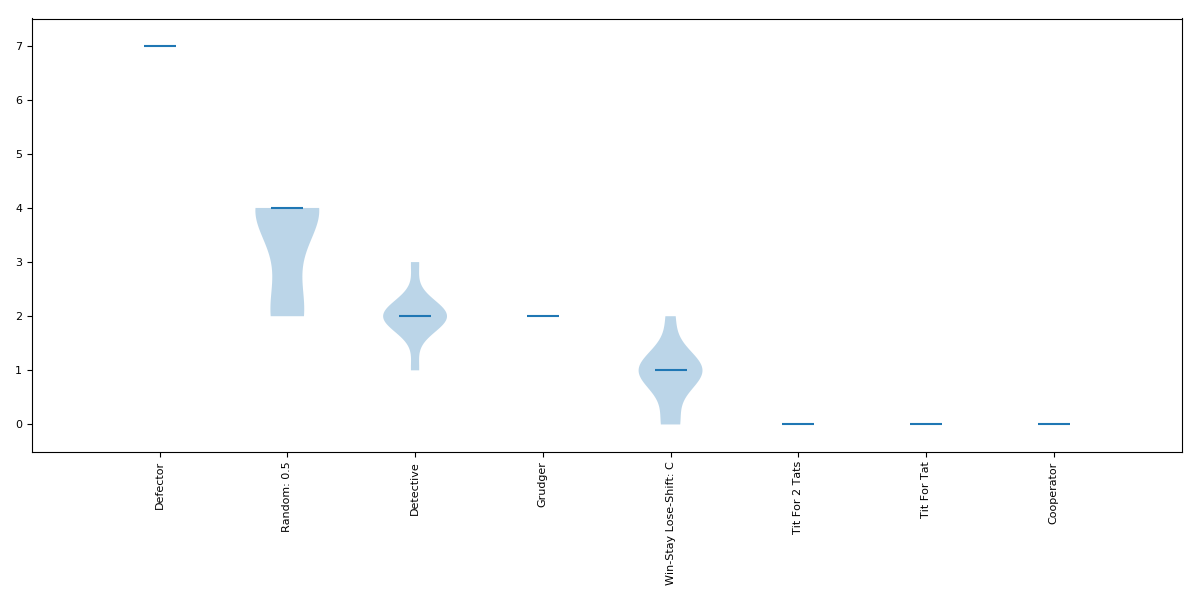 7
6
5
4
3
2
1
0
Defector
Random: 0.5
Detective
Grudger
Win-Stay Lose-Shift: C
Tit For 2 Tats
Tit For Tat
Cooperator